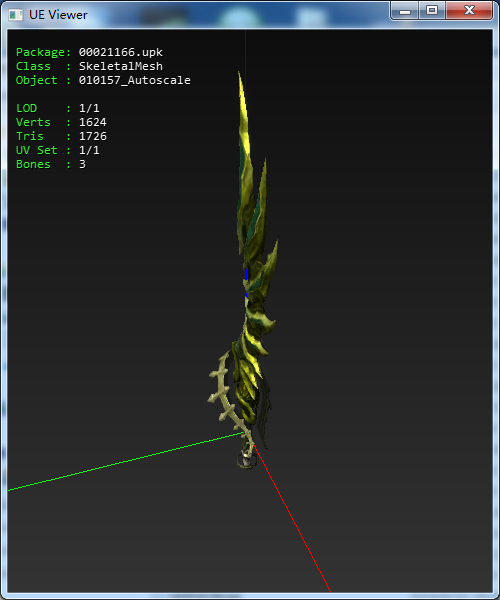 UE Viewer
Package: 00021166.upk
Class : SkeletalMesh
Object : 010157_Autoscale
LOD : 1/1
Verts : 1624
Tris : 1726
UV Set : 1/1
Bones : 3